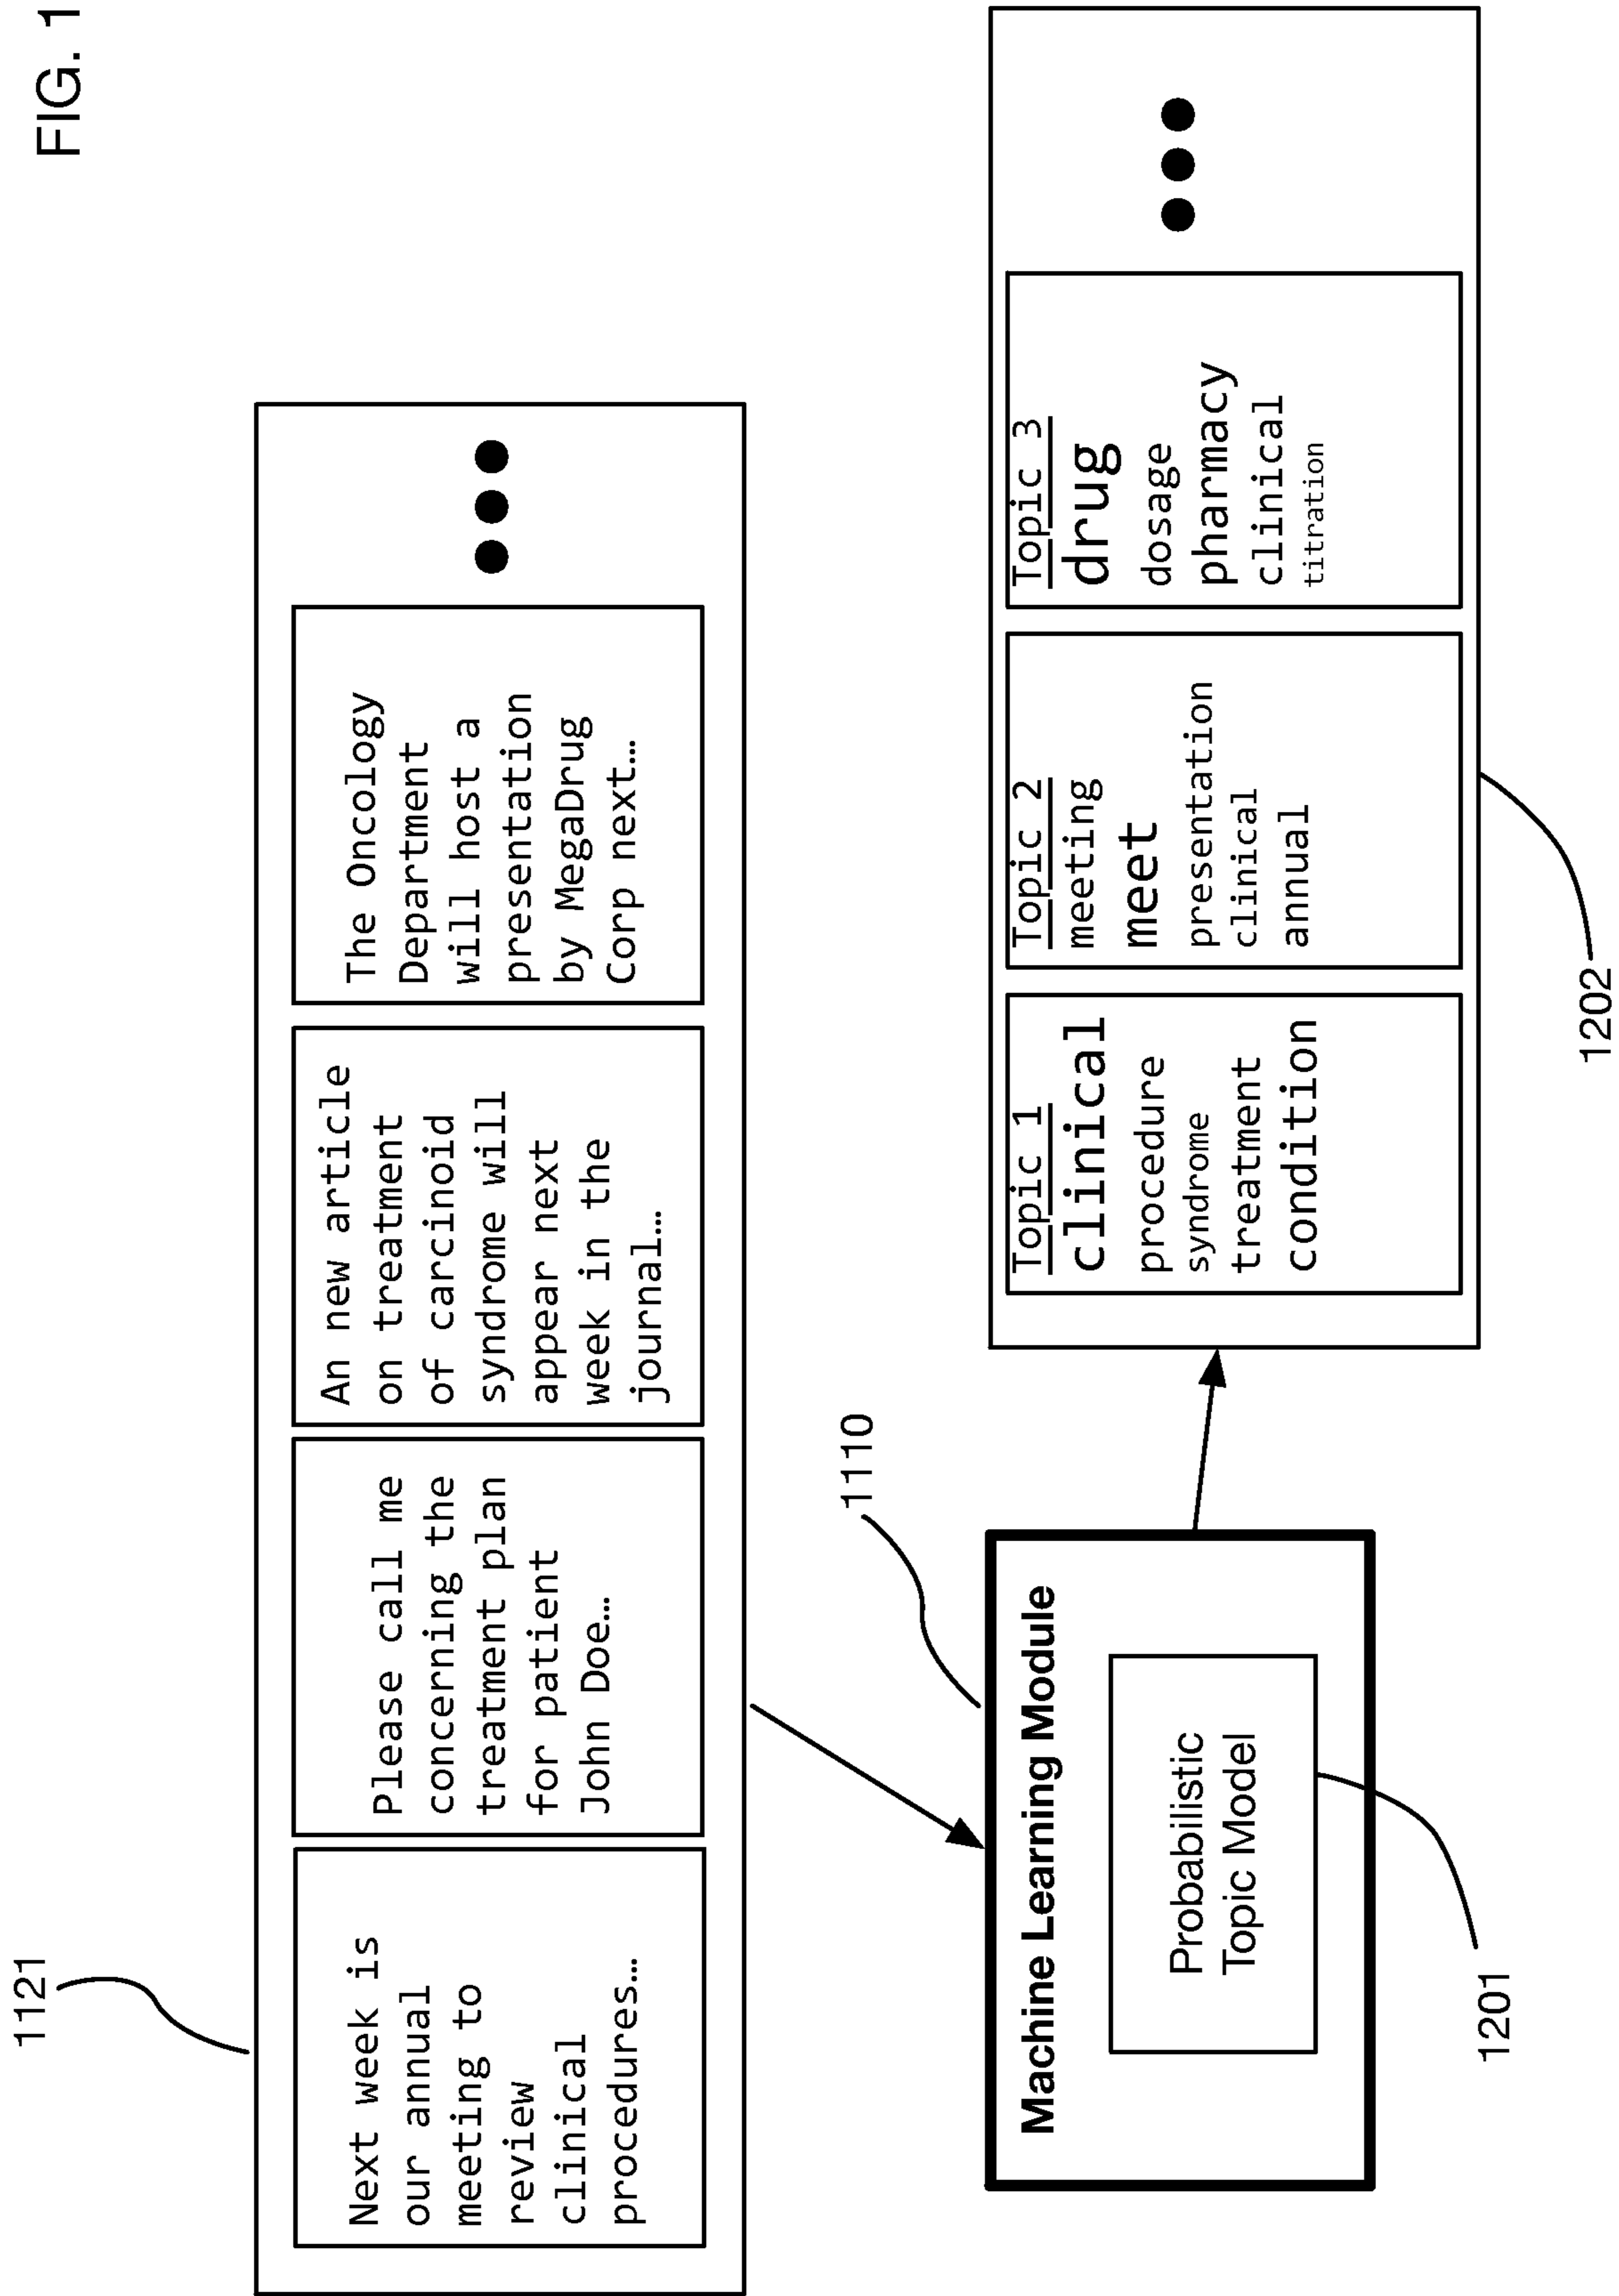 FIG. 1
1121
Next week is
our annual
meeting to
review
clinical
procedures…
Please call me
concerning the
treatment plan
for patient
John Doe…
An new article
on treatment
of carcinoid
syndrome will
appear next
week in the
journal…
The Oncology
Department
will host a
presentation
by MegaDrug
Corp next…
1110
Machine Learning Module
Probabilistic
Topic Model
1201
Topic 1
clinical
procedure
syndrome
treatment
condition
Topic 2
meeting
meet
presentation
clinical
annual
Topic 3
drug
dosage
pharmacy
clinical
titration
1202